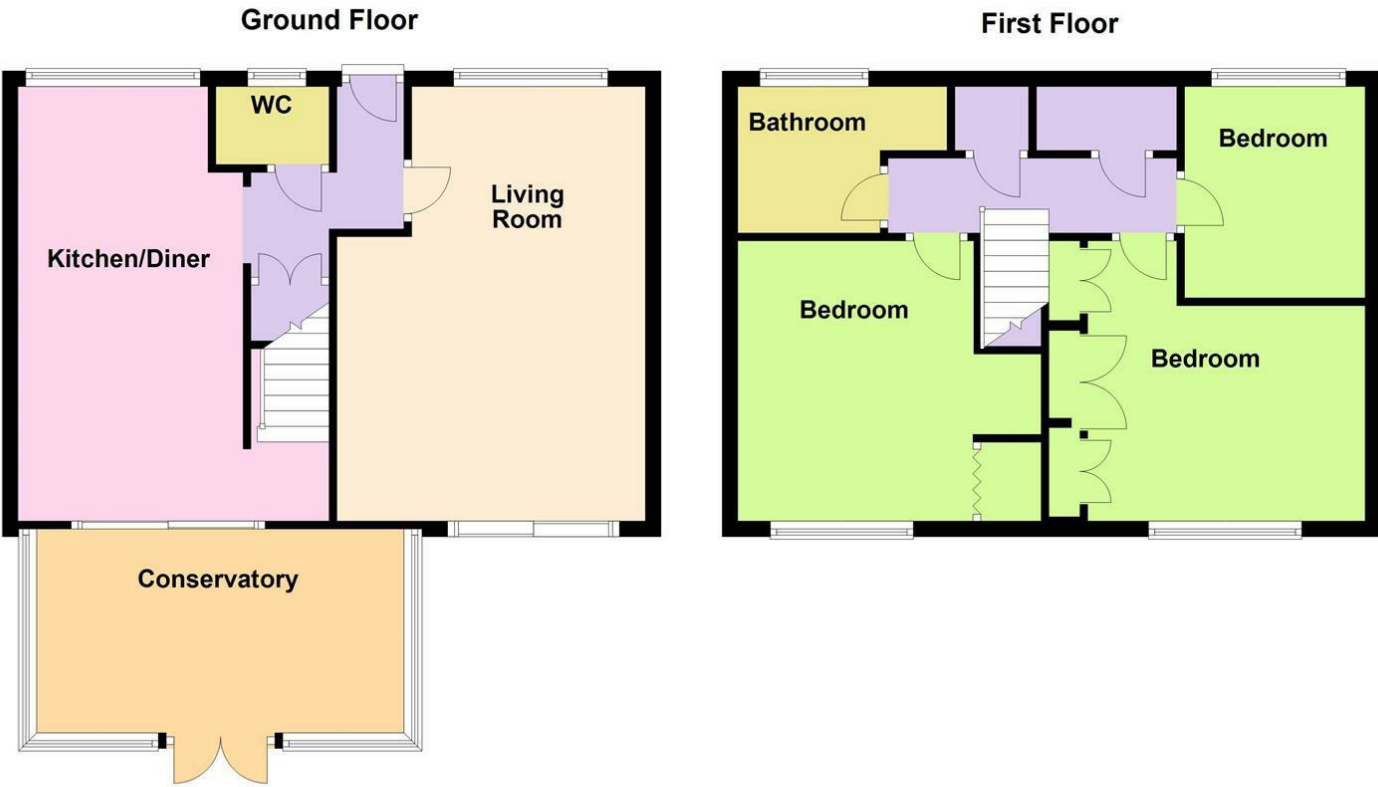 Ground Floor
WC
Living
Room
Kitchen/Diner
Conservatory
First Floor
Bathroom
Bedroom
Bedroom
Bedroom